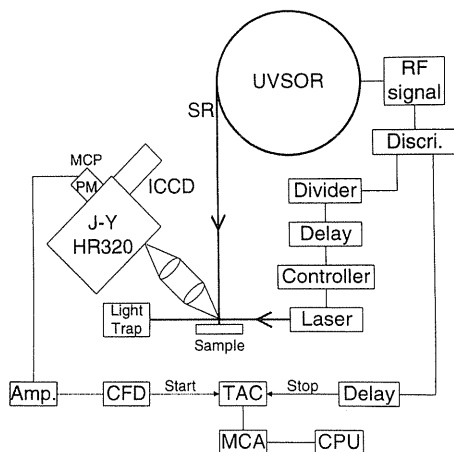 UVSOR
RF
signal
SR
Discri.
MCP
PM
ICCD
J-Y
HR320
Divider
Delay
Controller
Laser
Light
Trap
Sample
Amp.
CFD
Start
TAC
Stop
Delay
MCA
CPU